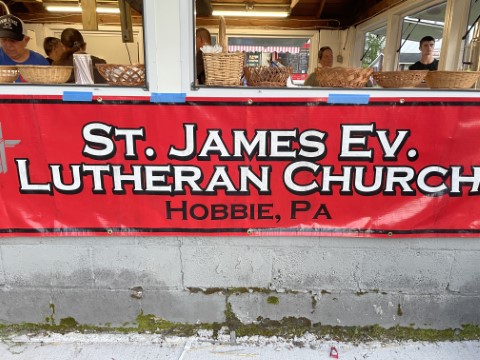 St. James Ev.
Lutheran Church
Hobbie, Pa